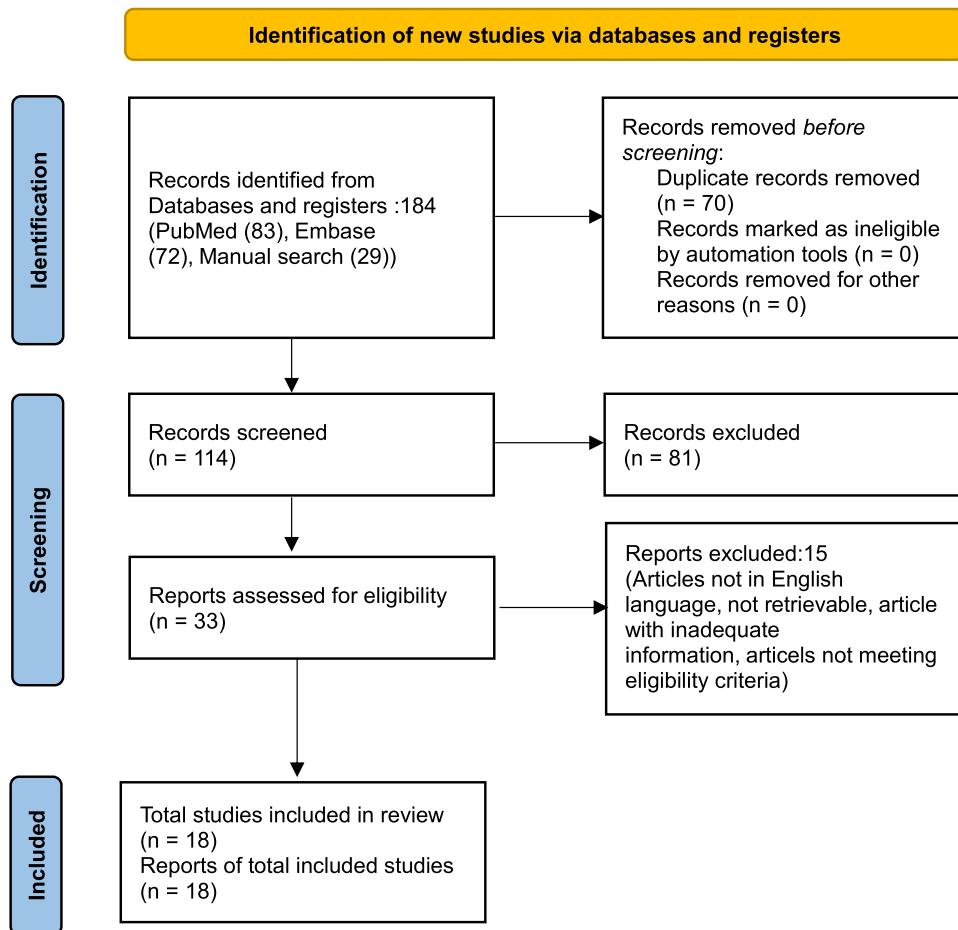 Identification of new studies via databases and registers
Identification
Records identified from
Databases and registers :184
(PubMed (83), Embase
(72), Manual search (29))
Records removed before
screening:
Duplicate records removed
(n = 70)
Records marked as ineligible
by automation tools (n = 0)
Records removed for other
reasons (n = 0)
Screening
Records screened
(n = 114)
Records excluded
(n = 81)
Reports assessed for eligibility
(n = 33)
Reports excluded:15
(Articles not in English
language, not retrievable, article
with inadequate
information, articels not meeting
eligibility criteria)
Included
Total studies included in review
(n = 18)
Reports of total included studies
(n = 18)